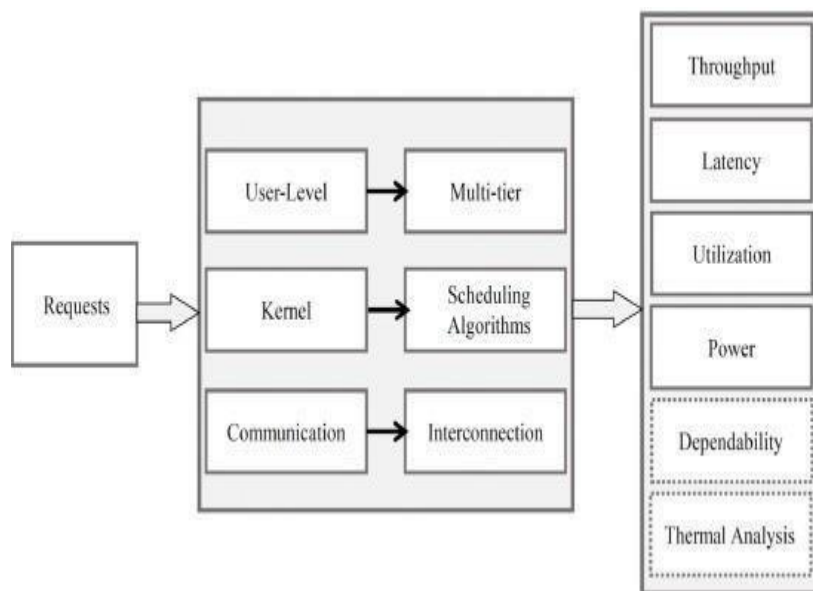 Requests
User-Level
Multi-tier
Kernel
Scheduling
Algorithms
Communication
Interconnection
Throughput
Latency
Utilization
Power
Dependability
Thermal Analysis